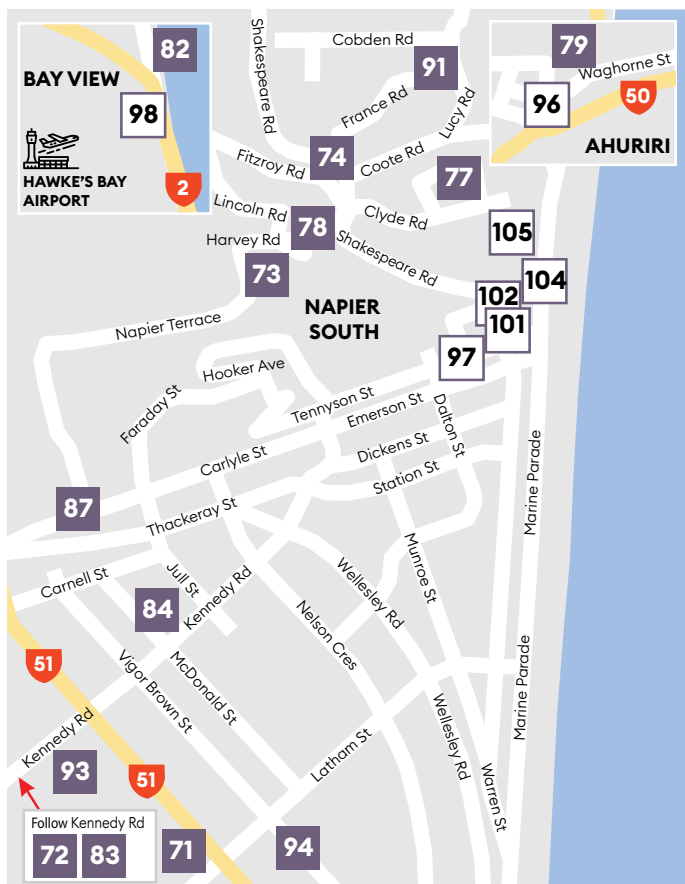 82
BAY VIEW
98
HAWKE'S BAY
AIRPORT
2
Shakespeare Rd
Cobden Rd
91
France Rd
Lucy Rd
79
Waghorne St
96
50
AHURIRI
Fitzroy Rd
74
Coote Rd
77
Lincoln Rd
78
Clyde Rd
Harvey Rd
Shakespeare Rd
105
73
104
102
101
NAPIER
SOUTH
97
Napier Terrace
Hooker Ave
Faraday St
Tennyson St
Emerson St
Dalton St
Carlyle St
Dickens St
Station St
Marine Parade
87
Thackeray St
Carnell St
Jull St
84
Kennedy Rd
Wellesley Rd
Munroe St
Nelson Cres
51
Vigor Brown St
McDonald St
Marine Parade
Kennedy Rd
93
51
Latham St
Wellesley Rd
Warren St
Follow Kennedy Rd
72
83
71
94